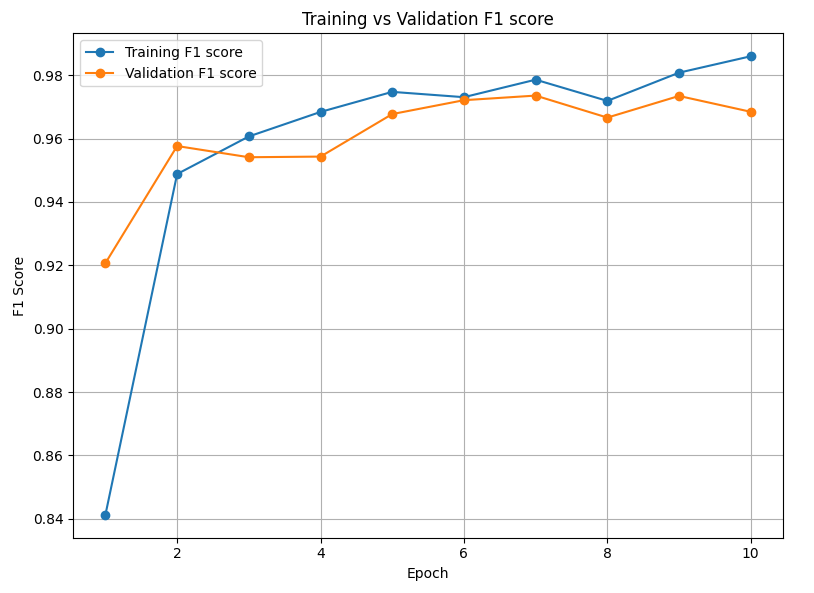 Training vs Validation F1 score
Training F1 score
Validation F1 score
F1 Score
0.98
0.96
0.94
0.92
0.90
0.88
0.86
0.84
2 4 6 8 10
Epoch